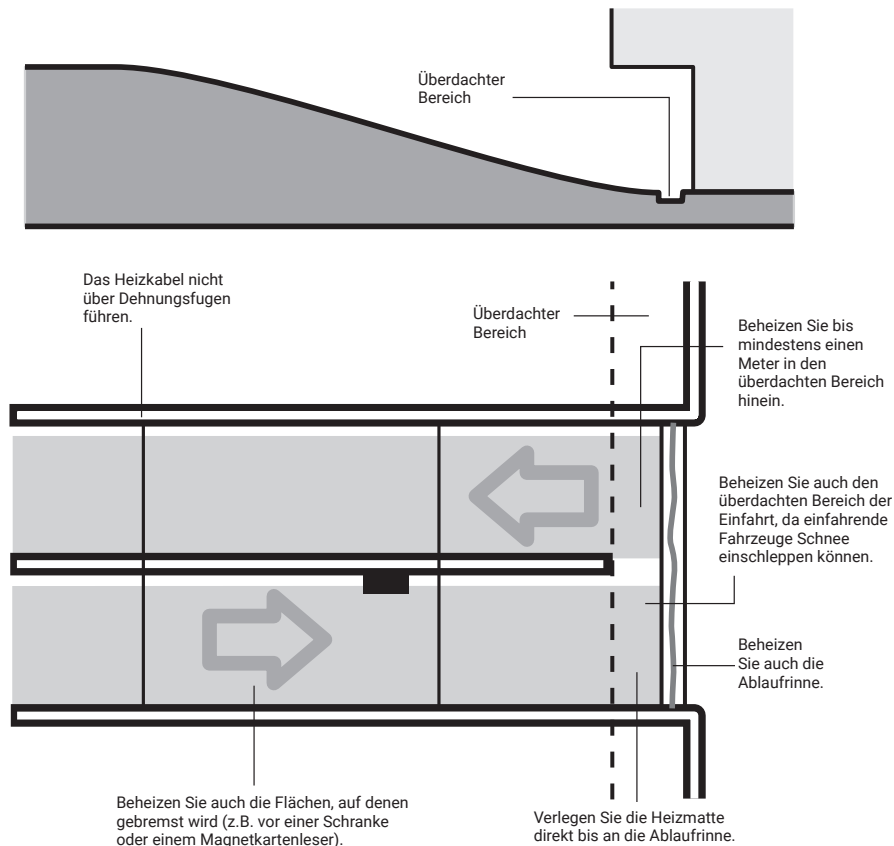 Überdachter
Bereich
Das Heizkabel nicht
über Dehnungsfugen
führen.
Überdachter
Bereich
Beheizen Sie bis
mindestens einen
Meter in den
überdachten Bereich
hinein.
Beheizen Sie auch den
überdachten Bereich der
Einfahrt, da einfahrende
Fahrzeuge Schnee
einschleppen können.
Beheizen
Sie auch die
Ablaufrinne.
Beheizen Sie auch die Flächen, auf denen
gebremst wird (z.B. vor einer Schranke
oder einem Magnetkartenleser).
Verlegen Sie die Heizmatte
direkt bis an die Ablaufrinne.